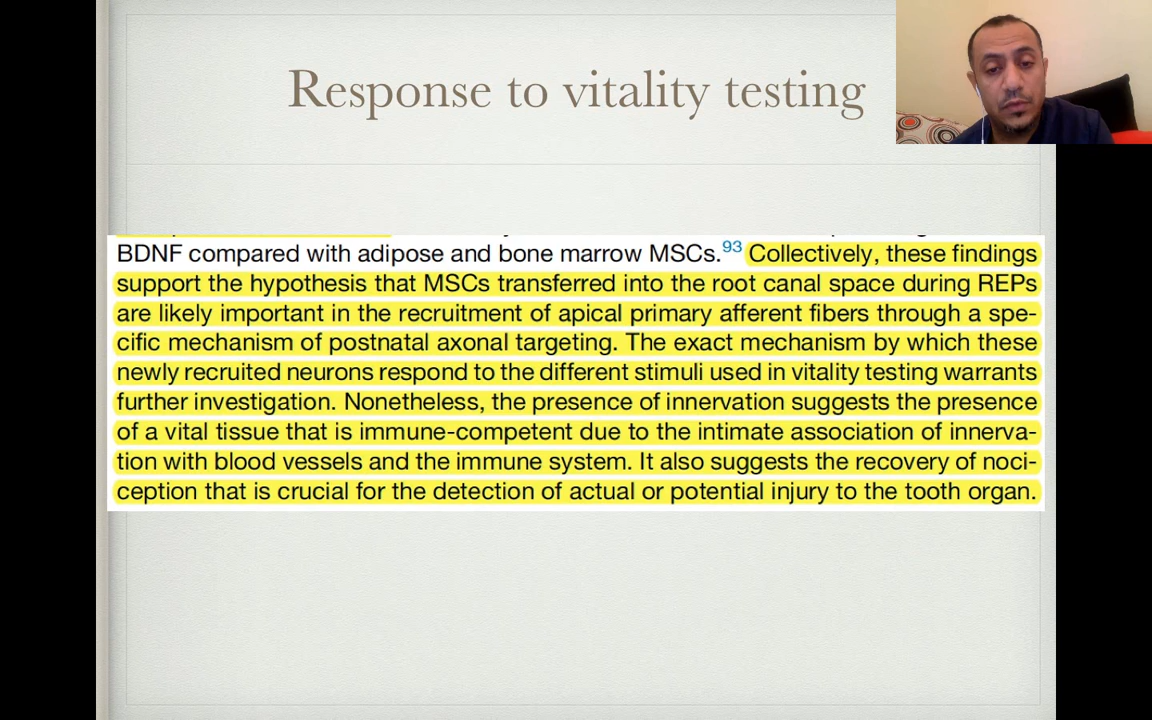 Response to vitality testing
BDNF compared with adipose and bone marrow MSCs.93 Collectively, these findings
support the hypothesis that MSCs transferred into the root canal space during REPs
are likely important in the recruitment of apical primary afferent fibers through a spe-
cific mechanism of postnatal axonal targeting. The exact mechanism by which these
newly recruited neurons respond to the different stimuli used in vitality testing warrants
further investigation. Nonetheless, the presence of innervation suggests the presence
of a vital tissue that is immune-competent due to the intimate association of innerva-
tion with blood vessels and the immune system. It also suggests the recovery of noci-
ception that is crucial for the detection of actual or potential injury to the tooth organ.